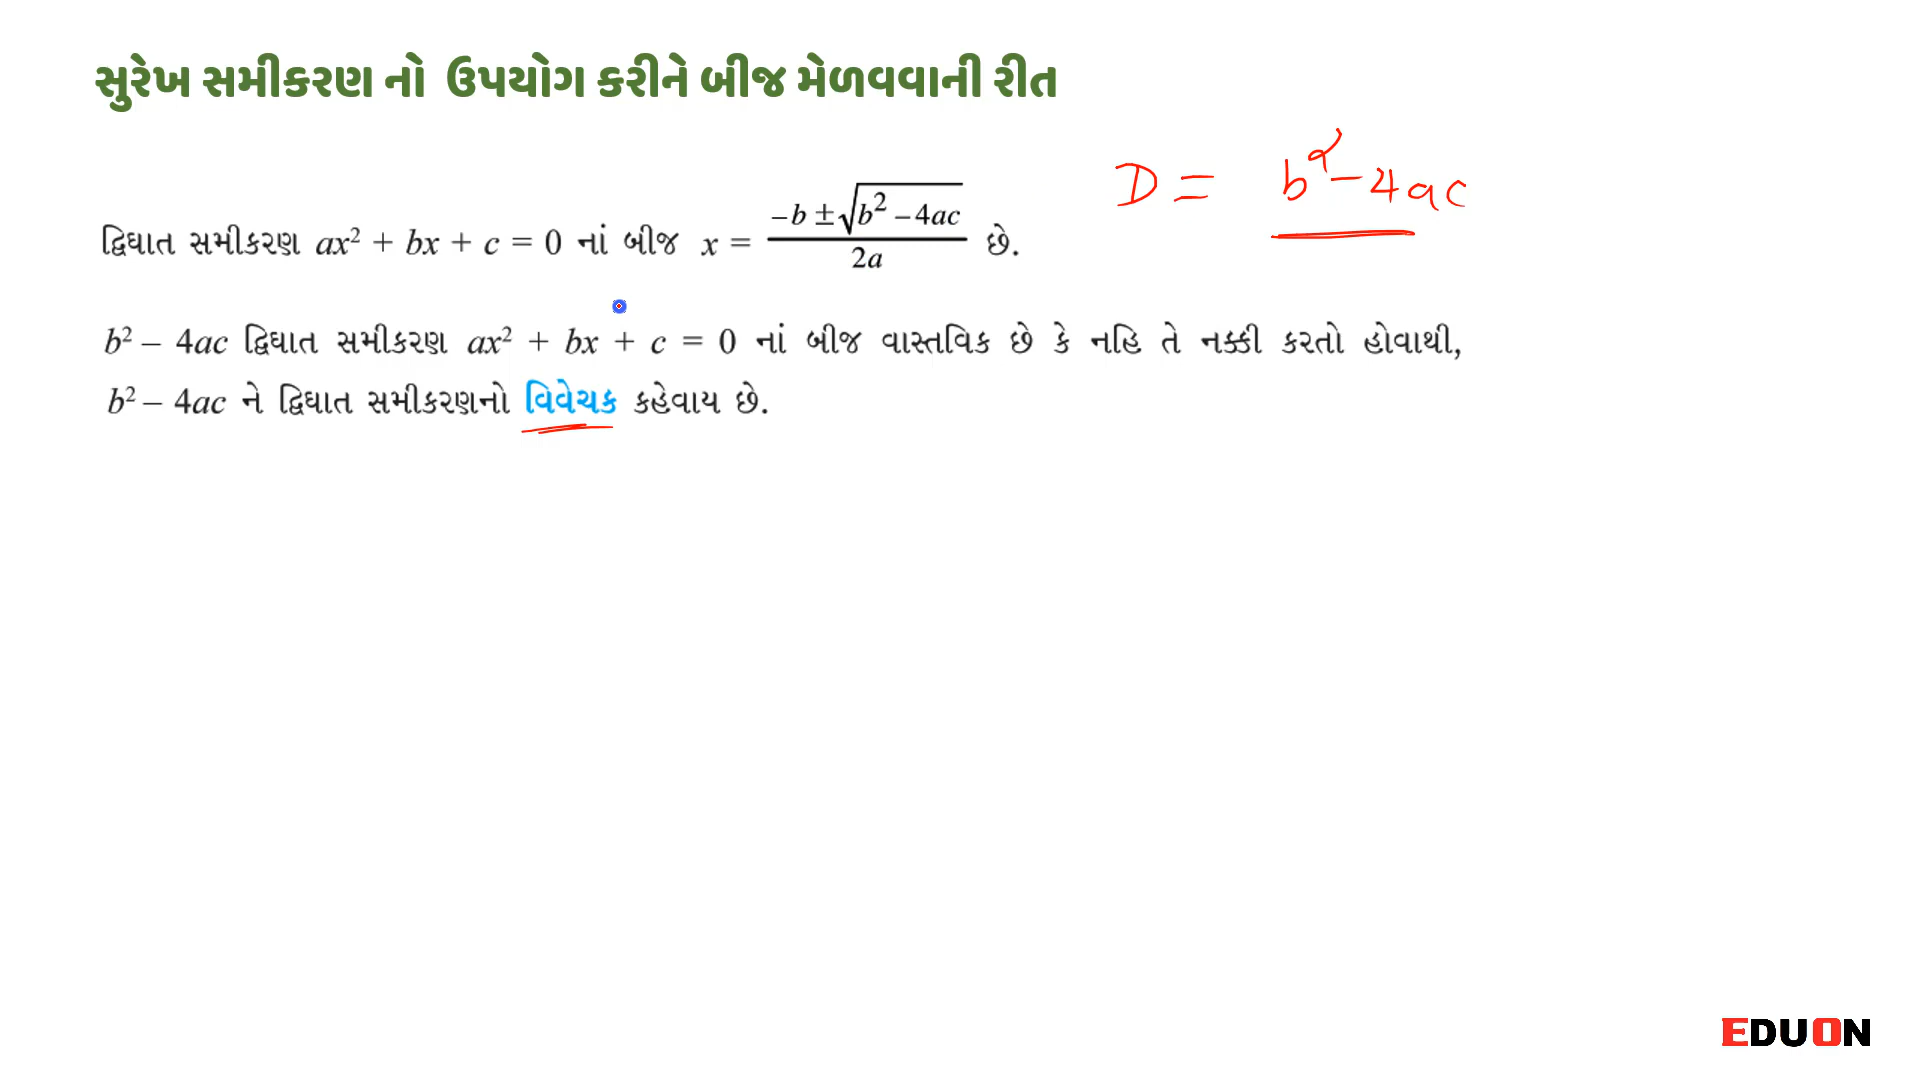 સુરેખ સમીકરણ નો ઉપયોગ કરીને બીજ મેળવવાની રીત
D = b² - 4ac
દ્વિઘાત સમીકરણ ax² + bx + c = 0 નાં બીજ x = (-b ± √(b² - 4ac)) / 2a છે.
b² – 4ac દ્વિઘાત સમીકરણ ax² + bx + c = 0 નાં બીજ વાસ્તવિક છે કે નહિ તે નક્કી કરતો હોવાથી,
b² – 4ac ને દ્વિઘાત સમીકરણનો વિવેચક કહેવાય છે.
EDUON